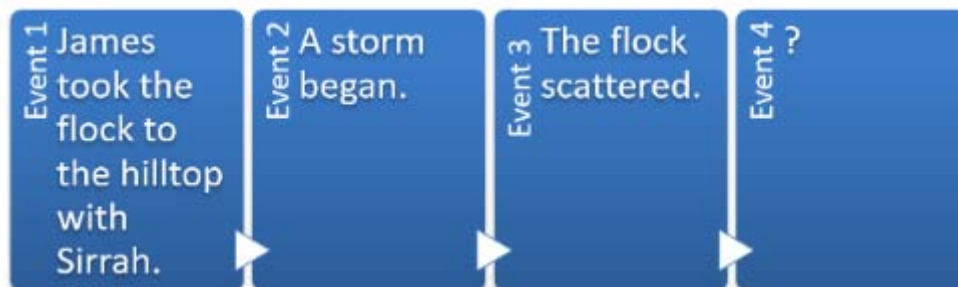 Event 1
James
took the
flock to
the hilltop
with
Sirrah.
Event 2
A storm
began.
Event 3
The flock
scattered.
Event 4
?